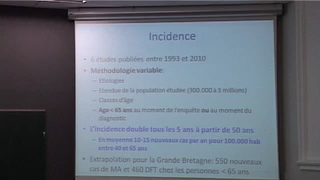 Incidence
• 6 études publiées entre 1993 et 2010
• Méthodologie variable:
– Etiologies
– Etendue de la population étudiée (300.000 à 3 millions)
– Classes d'âge
– Age < 65 ans au moment de l'enquête ou au moment du
diagnostic
• L'incidence double tous les 5 ans à partir de 50 ans
– En moyenne 10-15 nouveaux cas par an pour 100.000 hab
entre 40 et 65 ans
• Extrapolation pour la Grande Bretagne: 550 nouveaux
cas de MA et 460 DFT chez les personnes < 65 ans